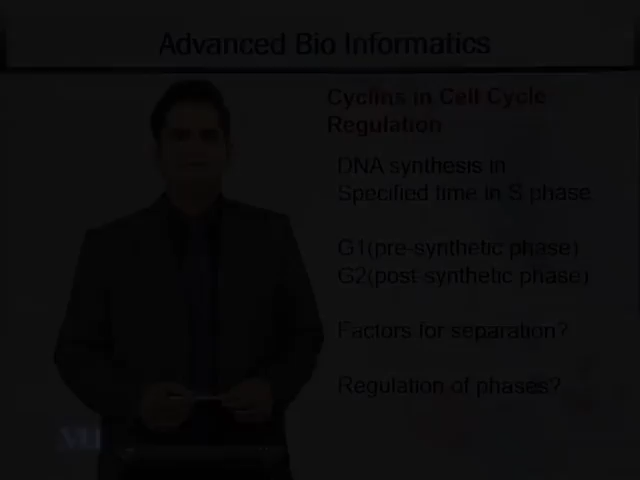 Advanced Bio Informatics
Cyclins in Cell Cycle
Regulation
DNA synthesis in
Specified time in S phase
G1(pre-synthetic phase)
G2(post-synthetic phase)
Factors for separation?
Regulation of phases?
VU